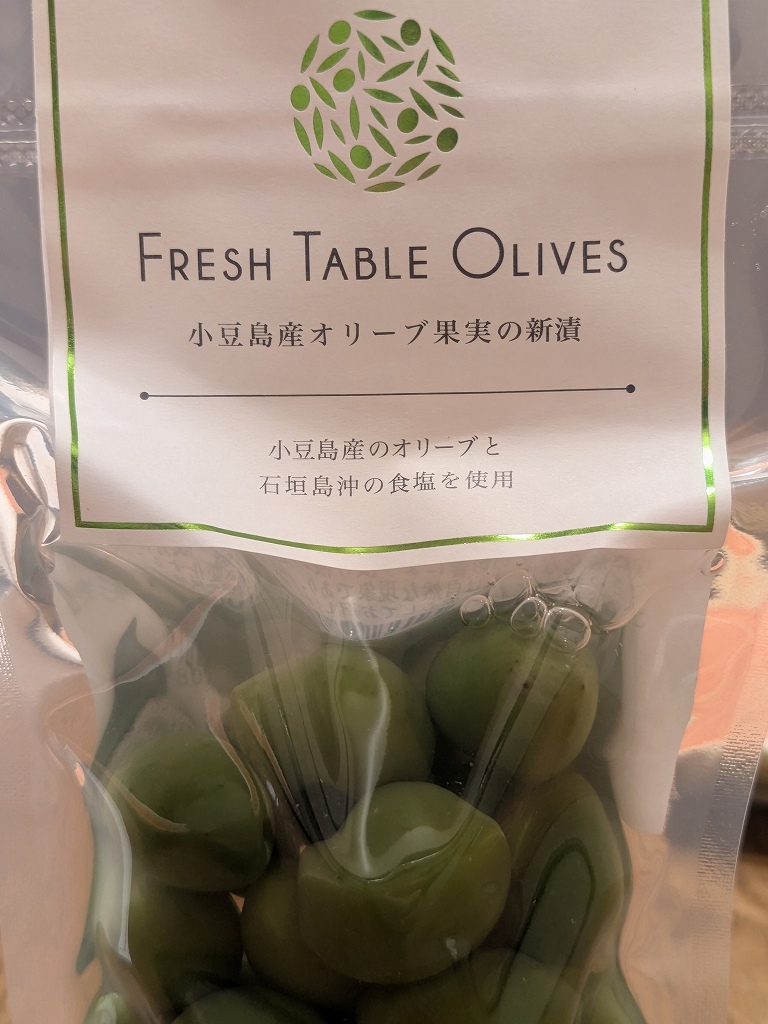 FRESH TABLE OLIVES
小豆島産オリーブ果実の新漬
小豆島産のオリーブと
石垣島沖の食塩を使用